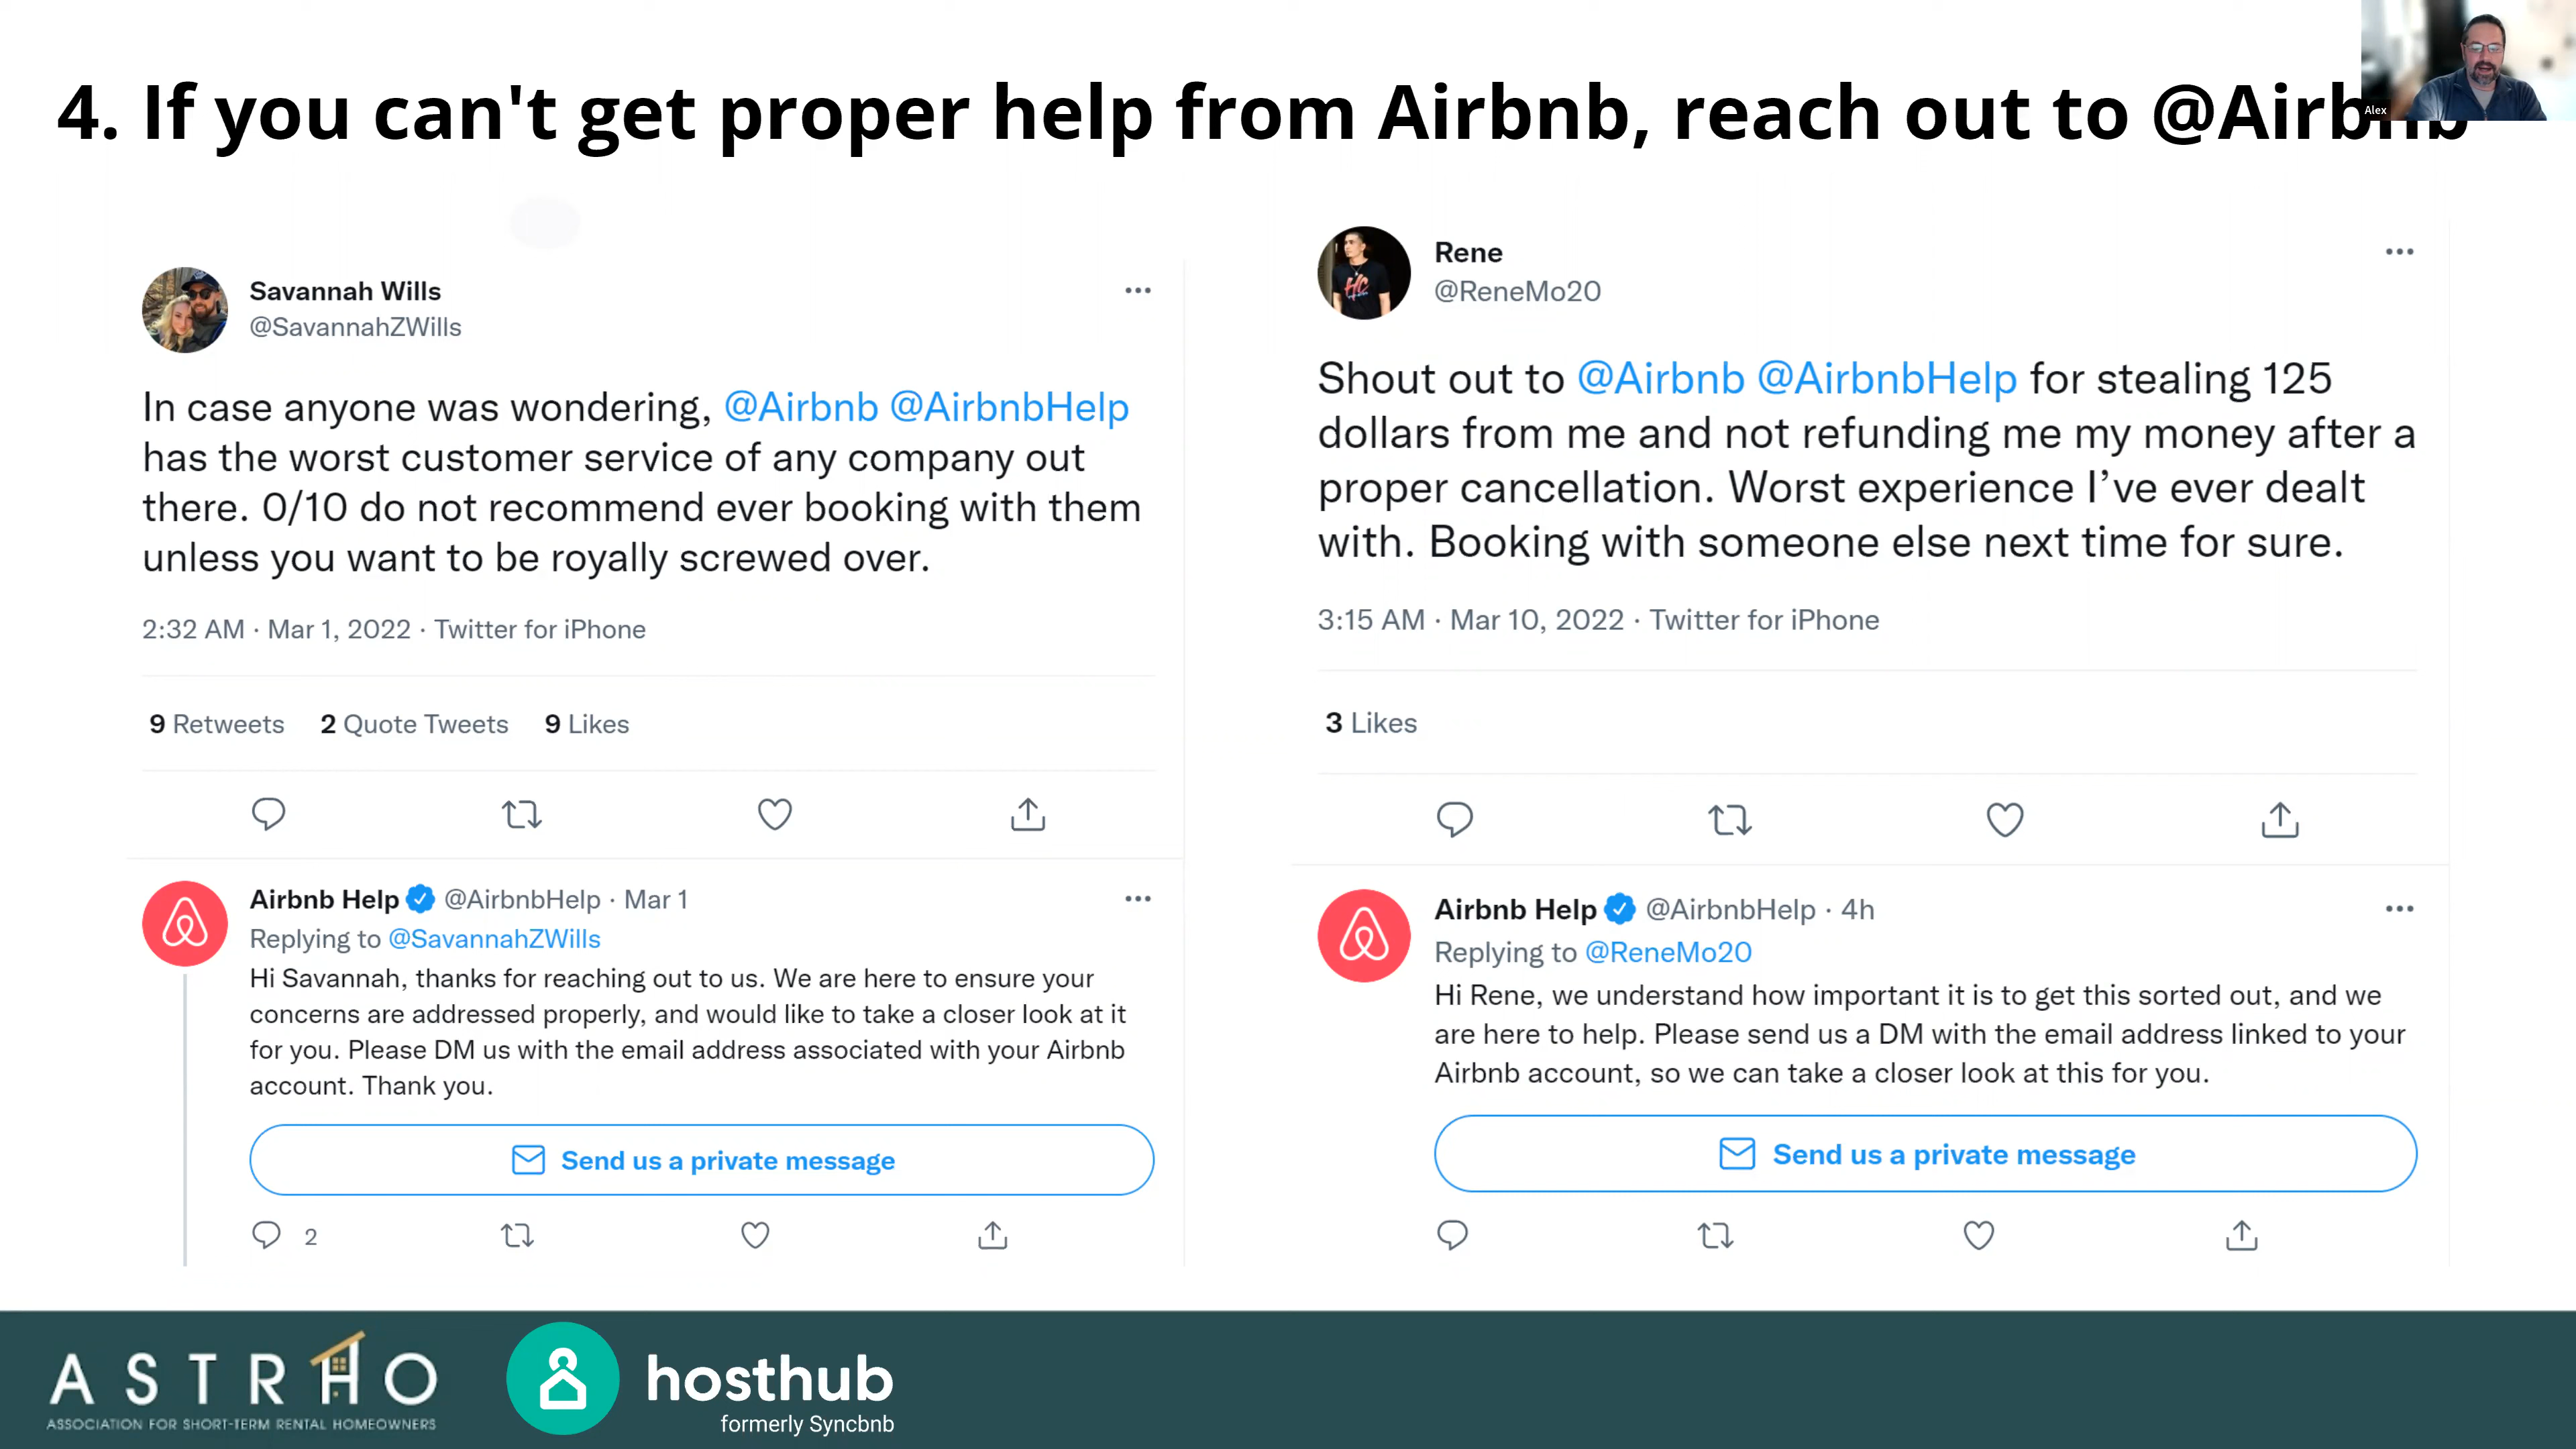 4. If you can't get proper help from Airbnb, reach out to @Airbnb
Alex
Savannah Wills
@SavannahZWills
In case anyone was wondering, @Airbnb @AirbnbHelp
has the worst customer service of any company out
there. 0/10 do not recommend ever booking with them
unless you want to be royally screwed over.
2:32 AM · Mar 1, 2022 · Twitter for iPhone
9 Retweets 2 Quote Tweets 9 Likes
Airbnb Help @AirbnbHelp · Mar 1
Replying to @SavannahZWills
Hi Savannah, thanks for reaching out to us. We are here to ensure your
concerns are addressed properly, and would like to take a closer look at it
for you. Please DM us with the email address associated with your Airbnb
account. Thank you.
Send us a private message
2
Rene
@ReneMo20
HC
Shout out to @Airbnb @AirbnbHelp for stealing 125
dollars from me and not refunding me my money after a
proper cancellation. Worst experience I’ve ever dealt
with. Booking with someone else next time for sure.
3:15 AM · Mar 10, 2022 · Twitter for iPhone
3 Likes
Airbnb Help @AirbnbHelp · 4h
Replying to @ReneMo20
Hi Rene, we understand how important it is to get this sorted out, and we
are here to help. Please send us a DM with the email address linked to your
Airbnb account, so we can take a closer look at this for you.
Send us a private message
ASTRHO
ASSOCIATION FOR SHORT-TERM RENTAL HOMEOWNERS
hosthub
formerly Syncbnb